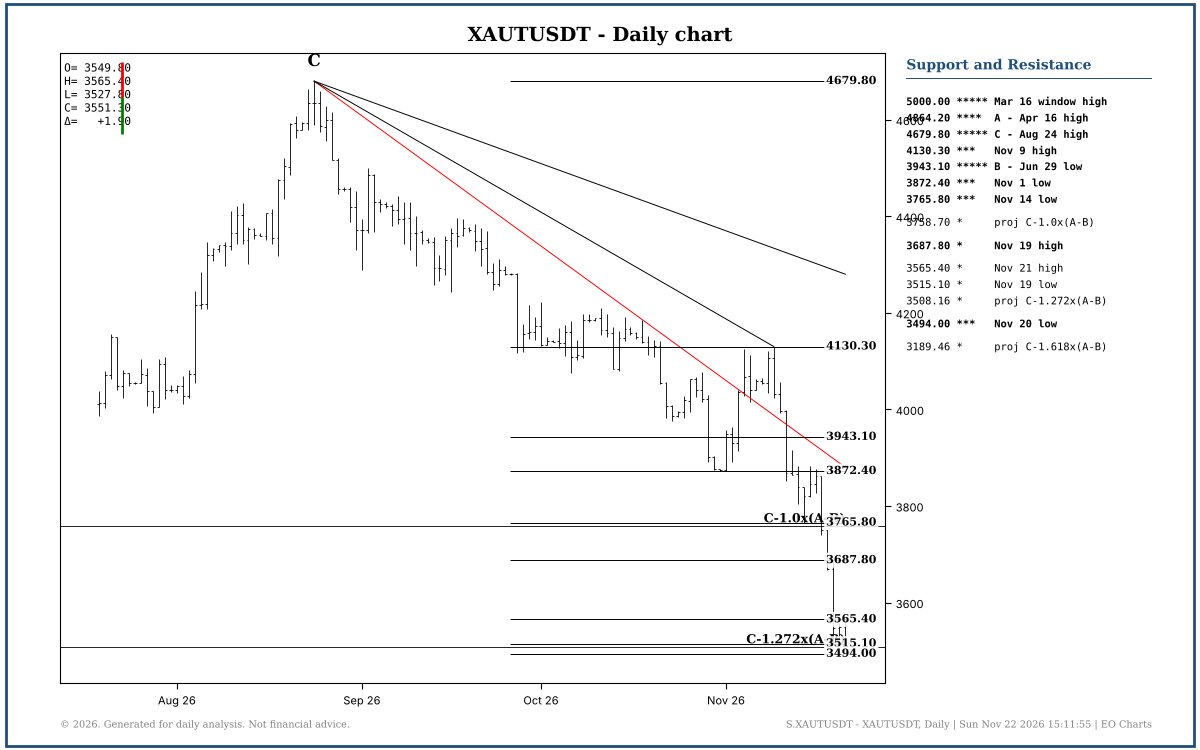 XAUTUSDT - Daily chart
C
O= 3549.80
H= 3565.40
L= 3527.80
C= 3551.30
Δ= +1.90
4679.80
4130.30
3943.10
3872.40
C-1.0x(A
3765.80
3687.80
3565.40
C-1.272x(A
3515.10
3494.00
4600
4400
4200
4000
3800
3600
Aug 26 Sep 26 Oct 26 Nov 26
Support and Resistance
5000.00 ***** Mar 16 window high
4864.20 **** A - Apr 16 high
4679.80 ***** C - Aug 24 high
4130.30 *** Nov 9 high
3943.10 ***** B - Jun 29 low
3872.40 *** Nov 1 low
3765.80 *** Nov 14 low
3758.70 * proj C-1.0x(A-B)
3687.80 * Nov 19 high
3565.40 * Nov 21 high
3515.10 * Nov 19 low
3508.16 * proj C-1.272x(A-B)
3494.00 *** Nov 20 low
3189.46 * proj C-1.618x(A-B)
© 2026. Generated for daily analysis. Not financial advice.
S.XAUTUSDT - XAUTUSDT, Daily | Sun Nov 22 2026 15:11:55 | EO Charts